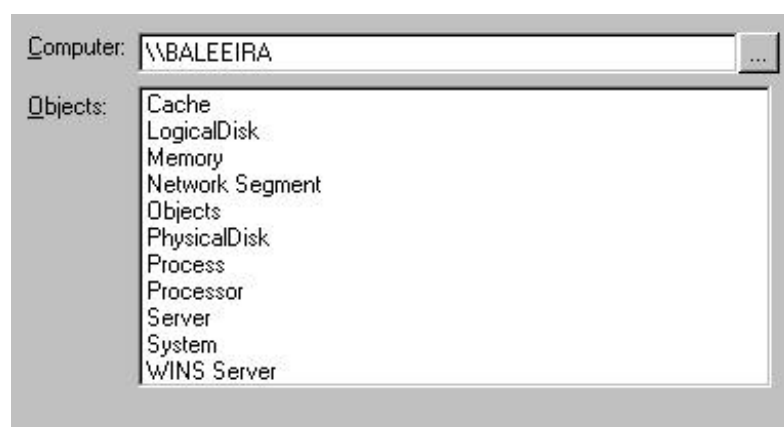 Computer: \\BALEEIRA ...
Objects: Cache
LogicalDisk
Memory
Network Segment
Objects
PhysicalDisk
Process
Processor
Server
System
WINS Server